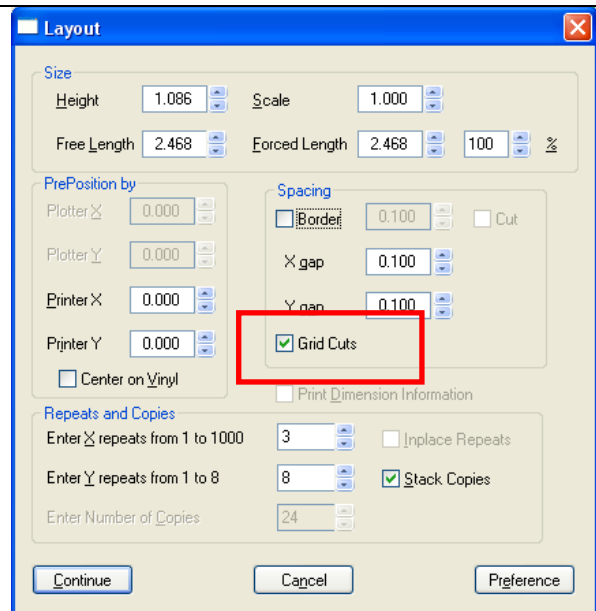 Layout
Size
Height 1.086 Scale 1.000
Free Length 2.468 Forced Length 2.468 100 %
PrePosition by
Plotter X 0.000
Plotter Y 0.000
Printer X 0.000
Printer Y 0.000
Center on Vinyl
Spacing
Border 0.100 Cut
X gap 0.100
Y gap 0.100
Grid Cuts
Print Dimension Information
Repeats and Copies
Enter X repeats from 1 to 1000 3 Inplace Repeats
Enter Y repeats from 1 to 8 8 Stack Copies
Enter Number of Copies 24
Continue Cancel Preference